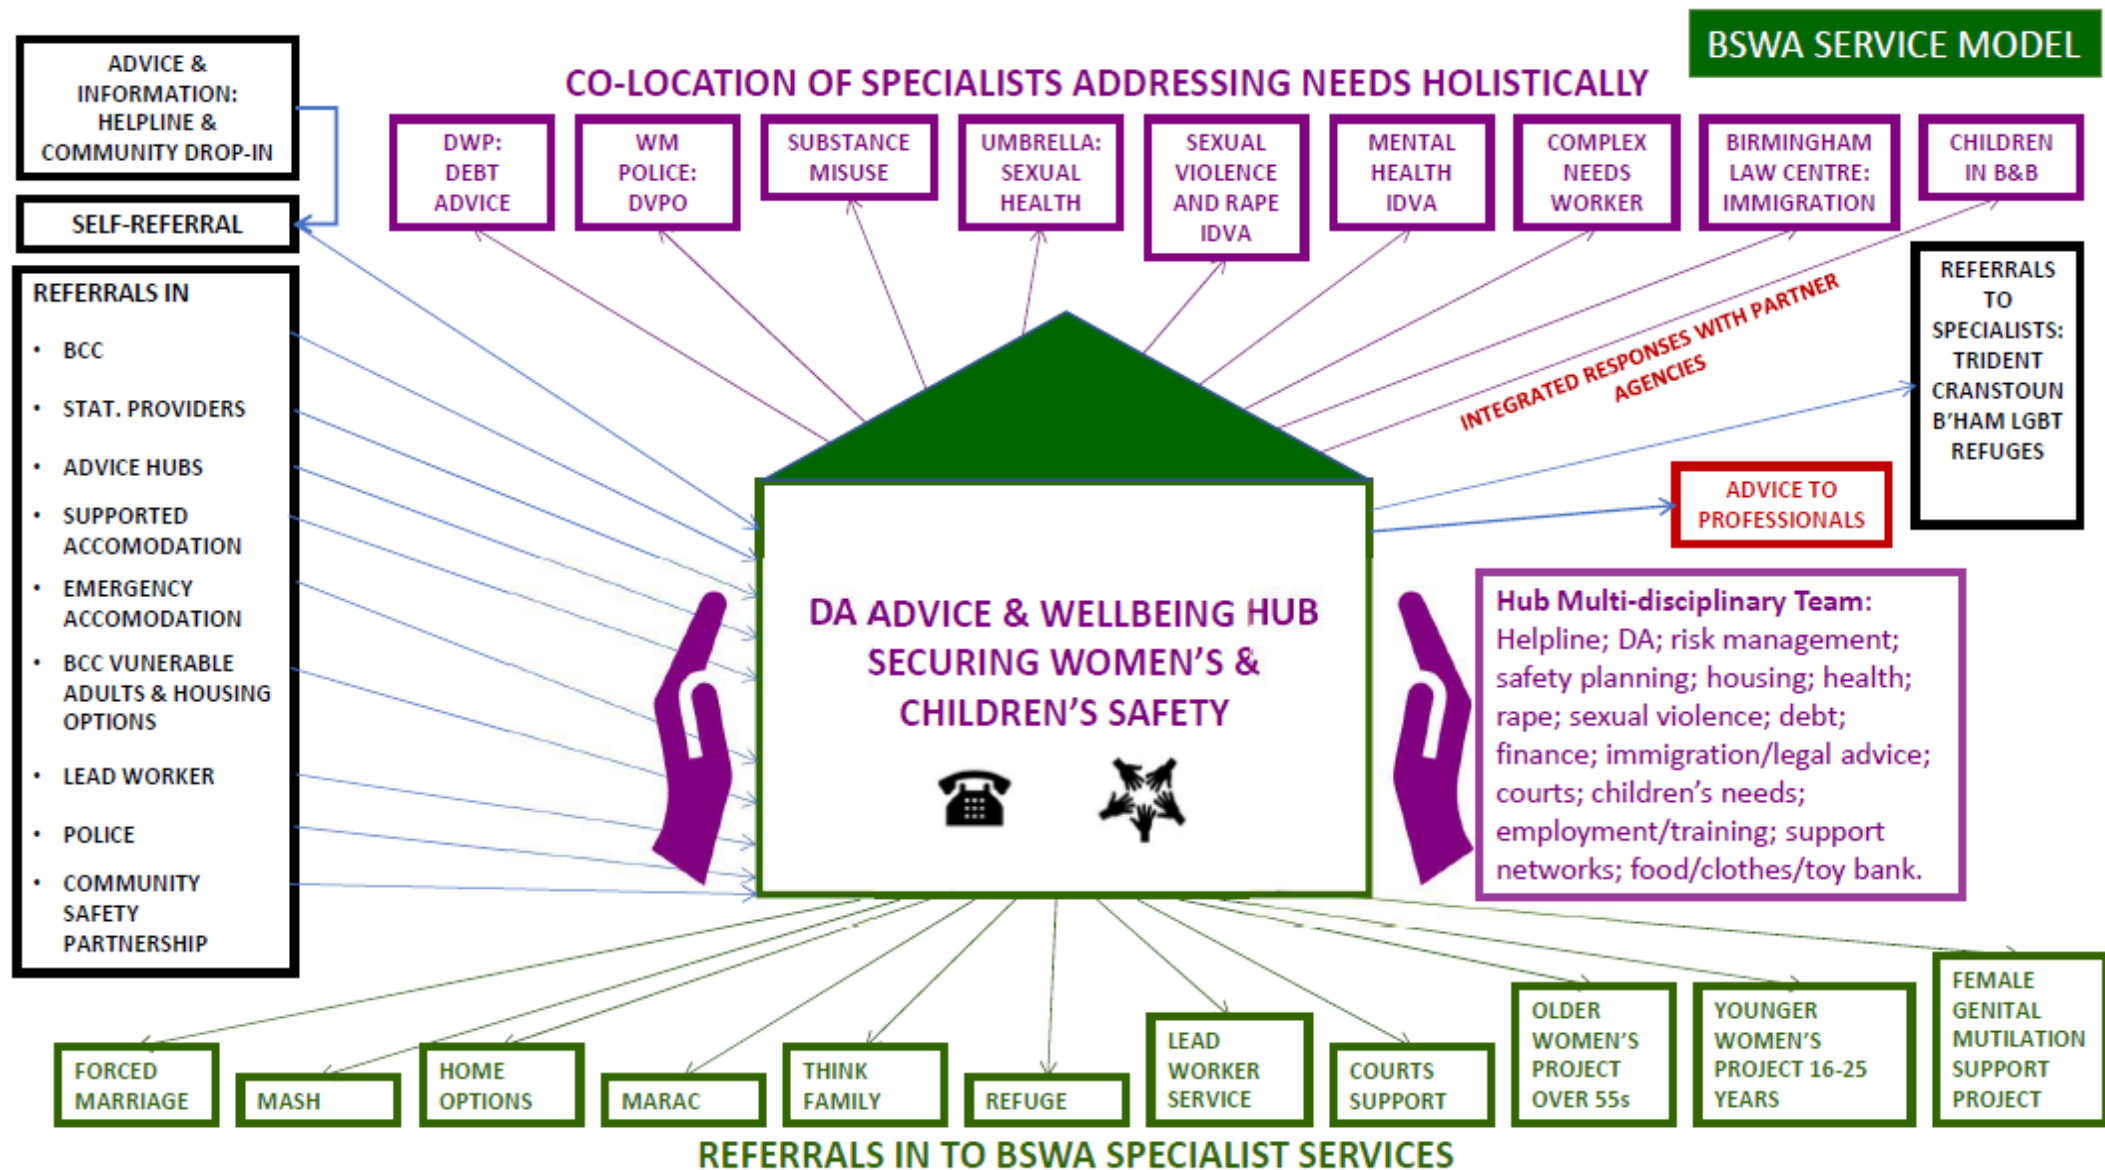 BSWA SERVICE MODEL
CO-LOCATION OF SPECIALISTS ADDRESSING NEEDS HOLISTICALLY
ADVICE &
INFORMATION:
HELPLINE &
COMMUNITY DROP-IN
SELF-REFERRAL
REFERRALS IN
• BCC
• STAT. PROVIDERS
• ADVICE HUBS
• SUPPORTED
ACCOMODATION
• EMERGENCY
ACCOMODATION
• BCC VUNERABLE
ADULTS & HOUSING
OPTIONS
• LEAD WORKER
• POLICE
• COMMUNITY
SAFETY
PARTNERSHIP
DWP:
DEBT
ADVICE
WM
POLICE:
DVPO
SUBSTANCE
MISUSE
UMBRELLA:
SEXUAL
HEALTH
SEXUAL
VIOLENCE
AND RAPE
IDVA
MENTAL
HEALTH
IDVA
COMPLEX
NEEDS
WORKER
BIRMINGHAM
LAW CENTRE:
IMMIGRATION
CHILDREN
IN B&B
INTEGRATED RESPONSES WITH PARTNER
AGENCIES
REFERRALS
TO
SPECIALISTS:
TRIDENT
CRANSTOUN
B'HAM LGBT
REFUGES
ADVICE TO
PROFESSIONALS
DA ADVICE & WELLBEING HUB
SECURING WOMEN'S &
CHILDREN'S SAFETY
Hub Multi-disciplinary Team:
Helpline; DA; risk management;
safety planning; housing; health;
rape; sexual violence; debt;
finance; immigration/legal advice;
courts; children's needs;
employment/training; support
networks; food/clothes/toy bank.
FORCED
MARRIAGE
MASH
HOME
OPTIONS
MARAC
THINK
FAMILY
REFUGE
LEAD
WORKER
SERVICE
COURTS
SUPPORT
OLDER
WOMEN'S
PROJECT
OVER 55s
YOUNGER
WOMEN'S
PROJECT 16-25
YEARS
FEMALE
GENITAL
MUTILATION
SUPPORT
PROJECT
REFERRALS IN TO BSWA SPECIALIST SERVICES